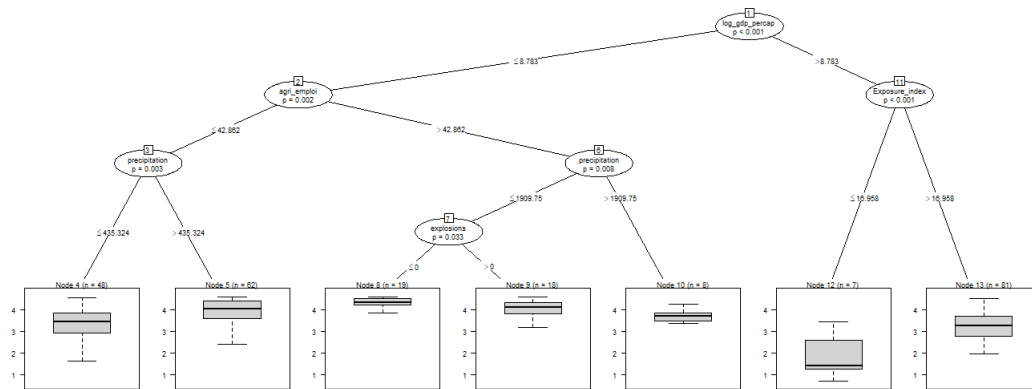 1
log_gdp_percap
p < 0.001
≤8.783
>8.783
2
agri_emploi
p = 0.002
11
Exposure_index
p < 0.001
≤42.862
>42.862
3
precipitation
p = 0.003
6
precipitation
p = 0.008
≤435.324
>435.324
≤1909.75
>1909.75
≤16.958
>16.958
7
explosions
p = 0.033
≤0
>0
Node 4 (n = 48)
Node 5 (n = 62)
Node 8 (n = 19)
Node 9 (n = 18)
Node 10 (n = 8)
Node 12 (n = 7)
Node 13 (n = 81)
4 4 4 4 4 4 4
3 3 3 3 3 3 3
2 2 2 2 2 2 2
1 1 1 1 1 1 1